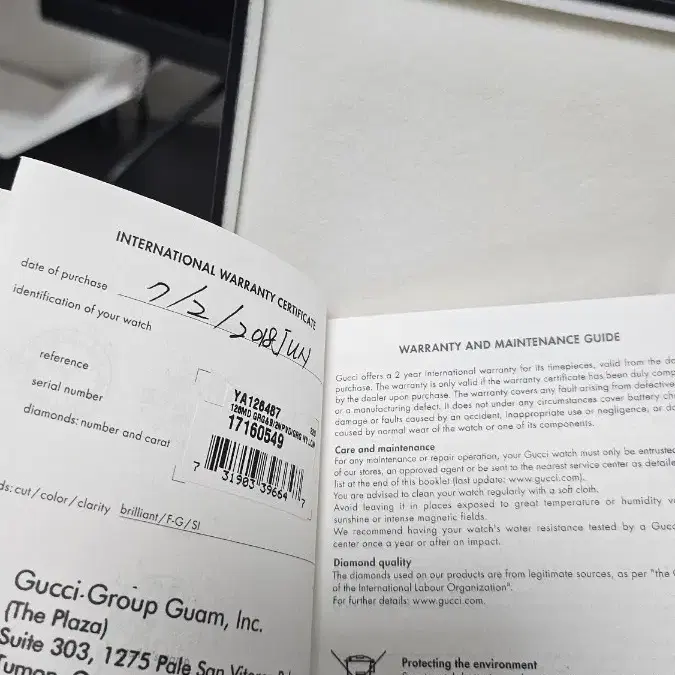 INTERNATIONAL WARRANTY CERTIFICATE
date of purchase 7/2/2018 JUN
identification of your watch
reference
serial number
diamonds: number and carat
YA126487
17160549
7 31903 39664 7
ds: cut / color / clarity brilliant/F-G/SI
Gucci Group Guam, Inc.
(The Plaza)
Suite 303, 1275 Pale San
WARRANTY AND MAINTENANCE GUIDE
Gucci offers a 2 year international warranty for its timepieces, valid from the
purchase. The warranty is only valid if the warranty certificate has been duly
by the dealer upon purchase. The warranty covers any fault arising from defective
or a manufacturing defect. It does not under any circumstances cover battery
damage or faults caused by an accident, inappropriate use or negligence, or
caused by normal wear of the watch or one of its components.
Care and maintenance
For any maintenance or repair operation, your Gucci watch must only be entrusted
of our stores, an approved agent or be sent to the nearest service center as
list at the end of this booklet (last update: www.gucci.com).
You are advised to clean your watch regularly with a soft cloth.
Avoid leaving it in places exposed to great temperature or humidity
sunshine or intense magnetic fields.
We recommend having your watch's water resistance tested by a
center once a year or after an impact.
Diamond quality
The diamonds used on our products are from legitimate sources, as per "the
of the International Labour Organization".
For further details: www.gucci.com.
Protecting the environment